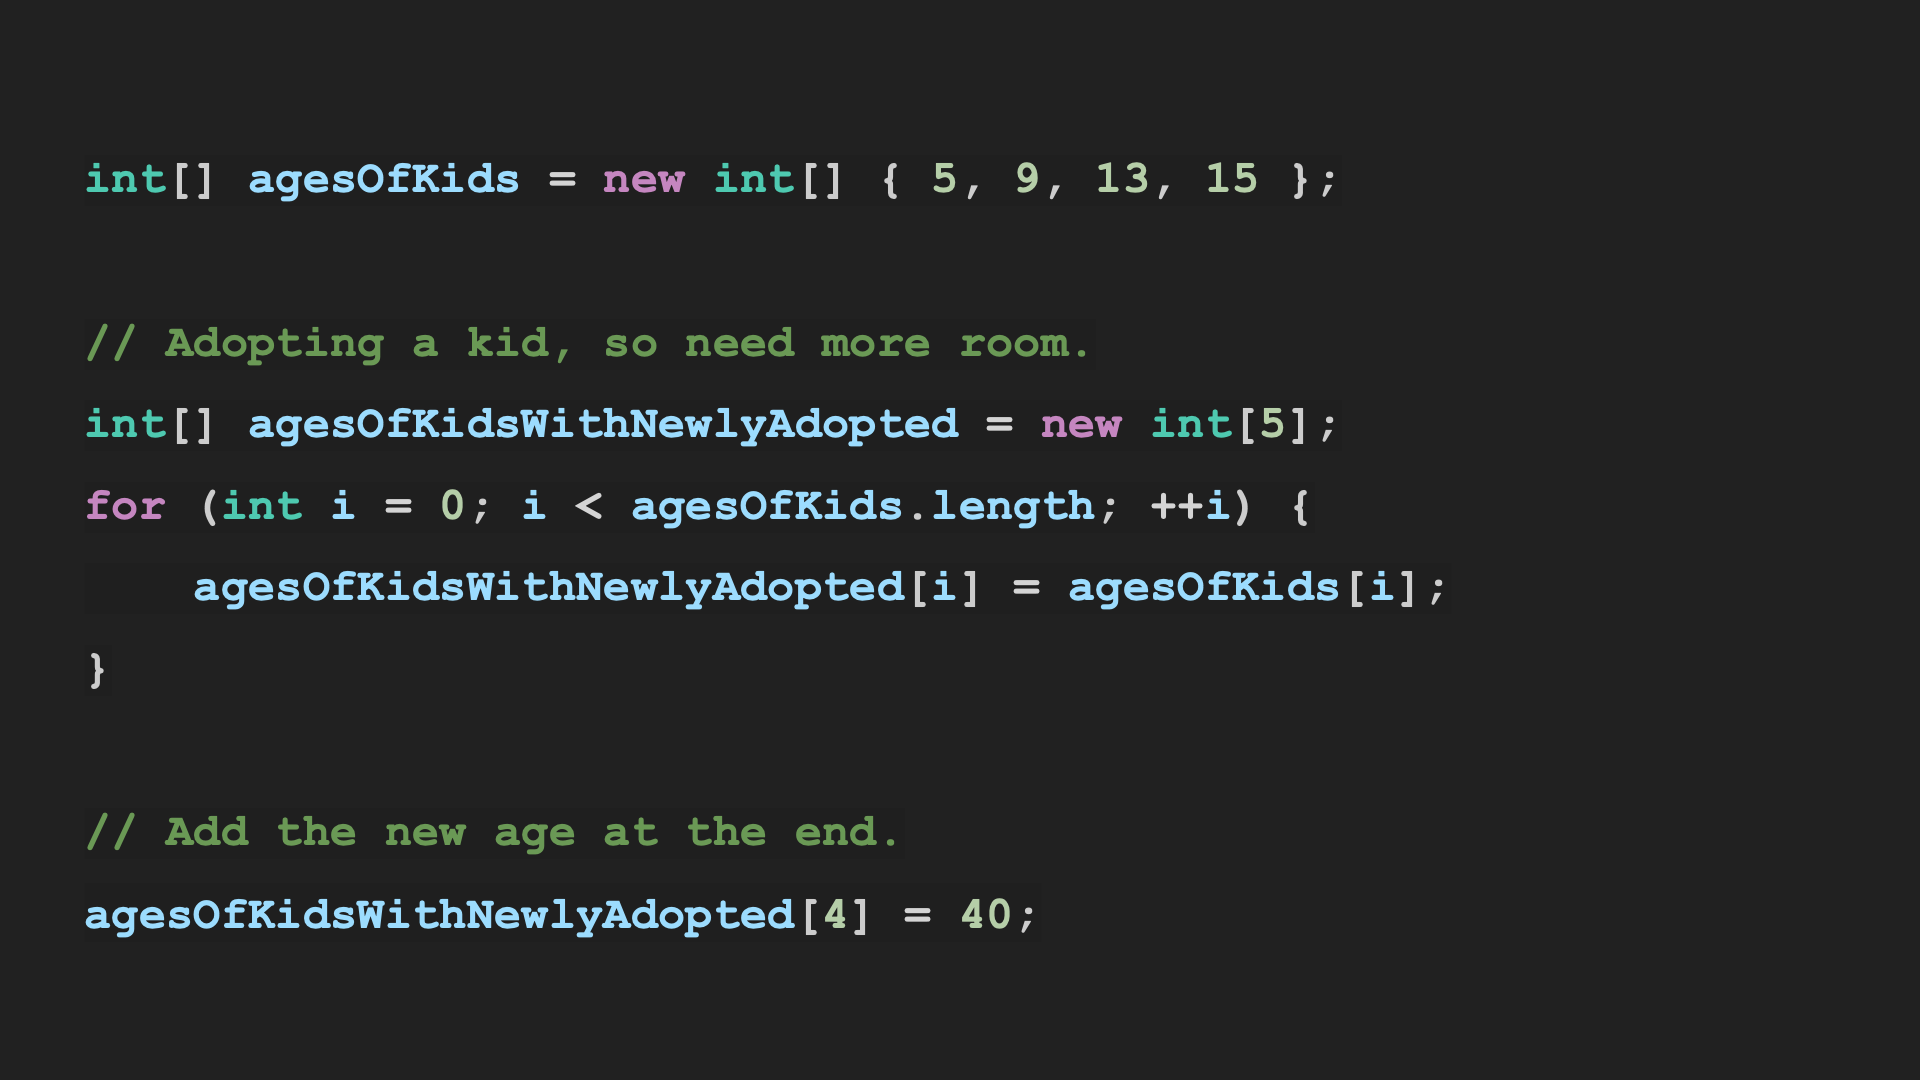 int[] agesOfKids = new int[] { 5, 9, 13, 15 };
// Adopting a kid, so need more room.
int[] agesOfKidsWithNewlyAdopted = new int[5];
for (int i = 0; i < agesOfKids.length; ++i) {
    agesOfKidsWithNewlyAdopted[i] = agesOfKids[i];
}
// Add the new age at the end.
agesOfKidsWithNewlyAdopted[4] = 40;